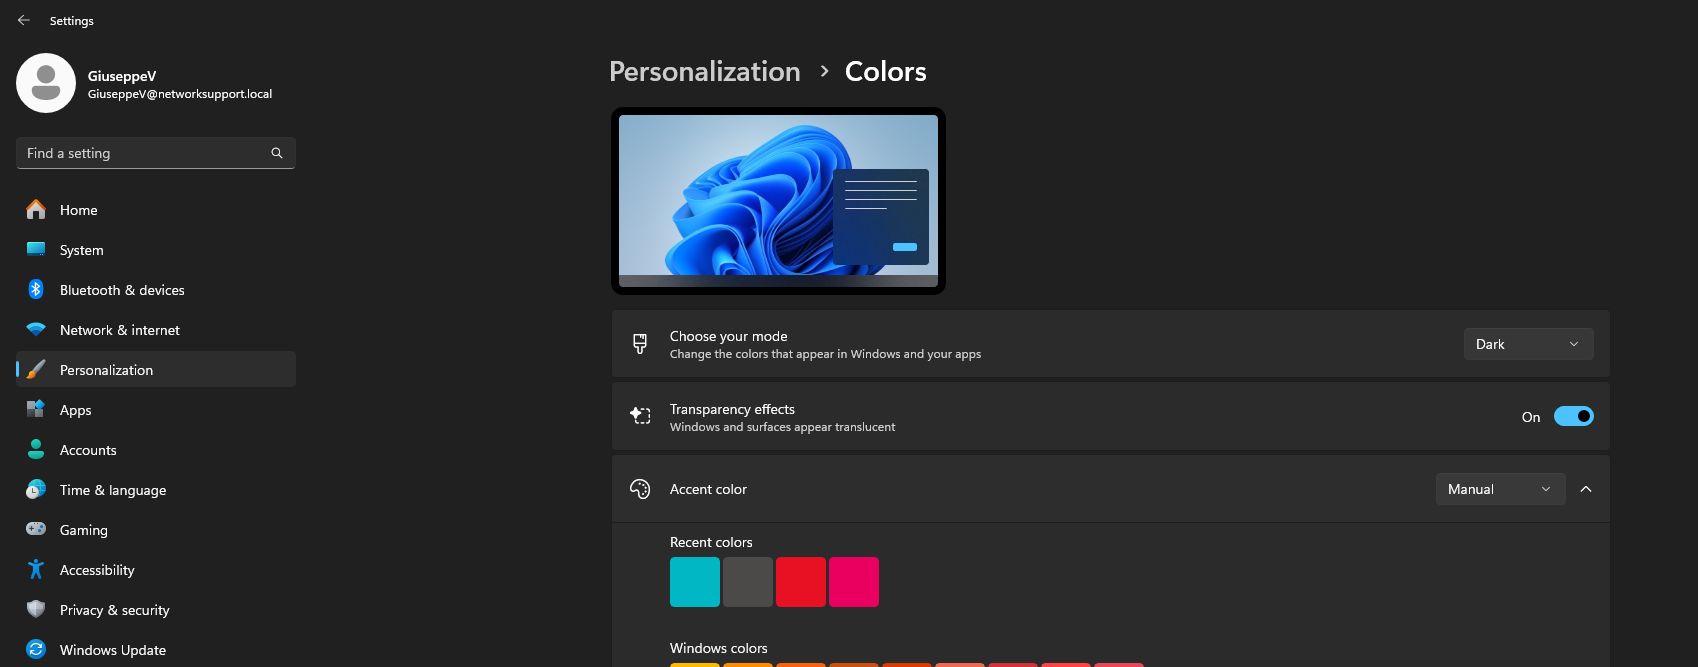 Settings
GiuseppeV
GiuseppeV@networksupport.local
Find a setting
Home
System
Bluetooth & devices
Network & internet
Personalization
Apps
Accounts
Time & language
Gaming
Accessibility
Privacy & security
Windows Update
Personalization > Colors
Choose your mode
Change the colors that appear in Windows and your apps
Dark
Transparency effects
Windows and surfaces appear translucent
On
Accent color
Manual
Recent colors
Windows colors